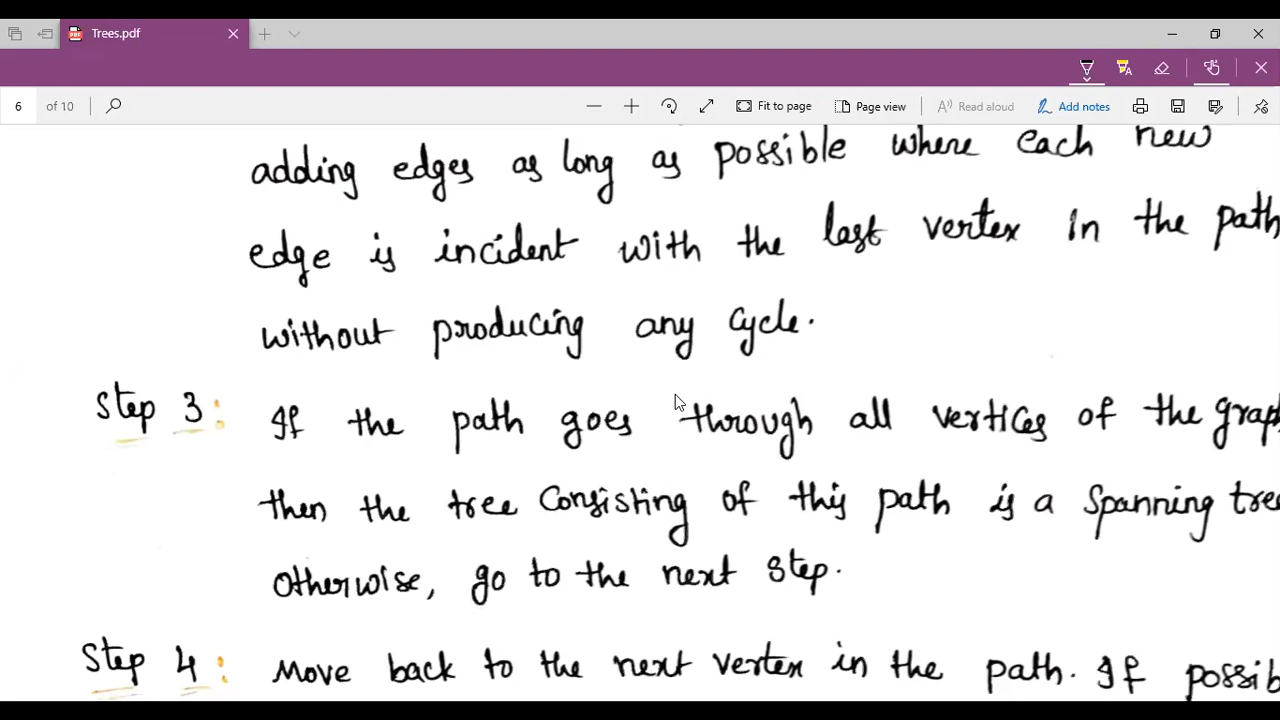 Trees.pdf
6 of 10
Fit to page
Page view
Read aloud
Add notes
adding edges as long as possible where each new
edge is incident with the last vertex in the path
without producing any cycle.
Step 3: If the path goes through all vertices of the grap
then the tree Consisting of this path is a Spanning tree
Otherwise, go to the next step.
Step 4: Move back to the next vertex in the path. If possib